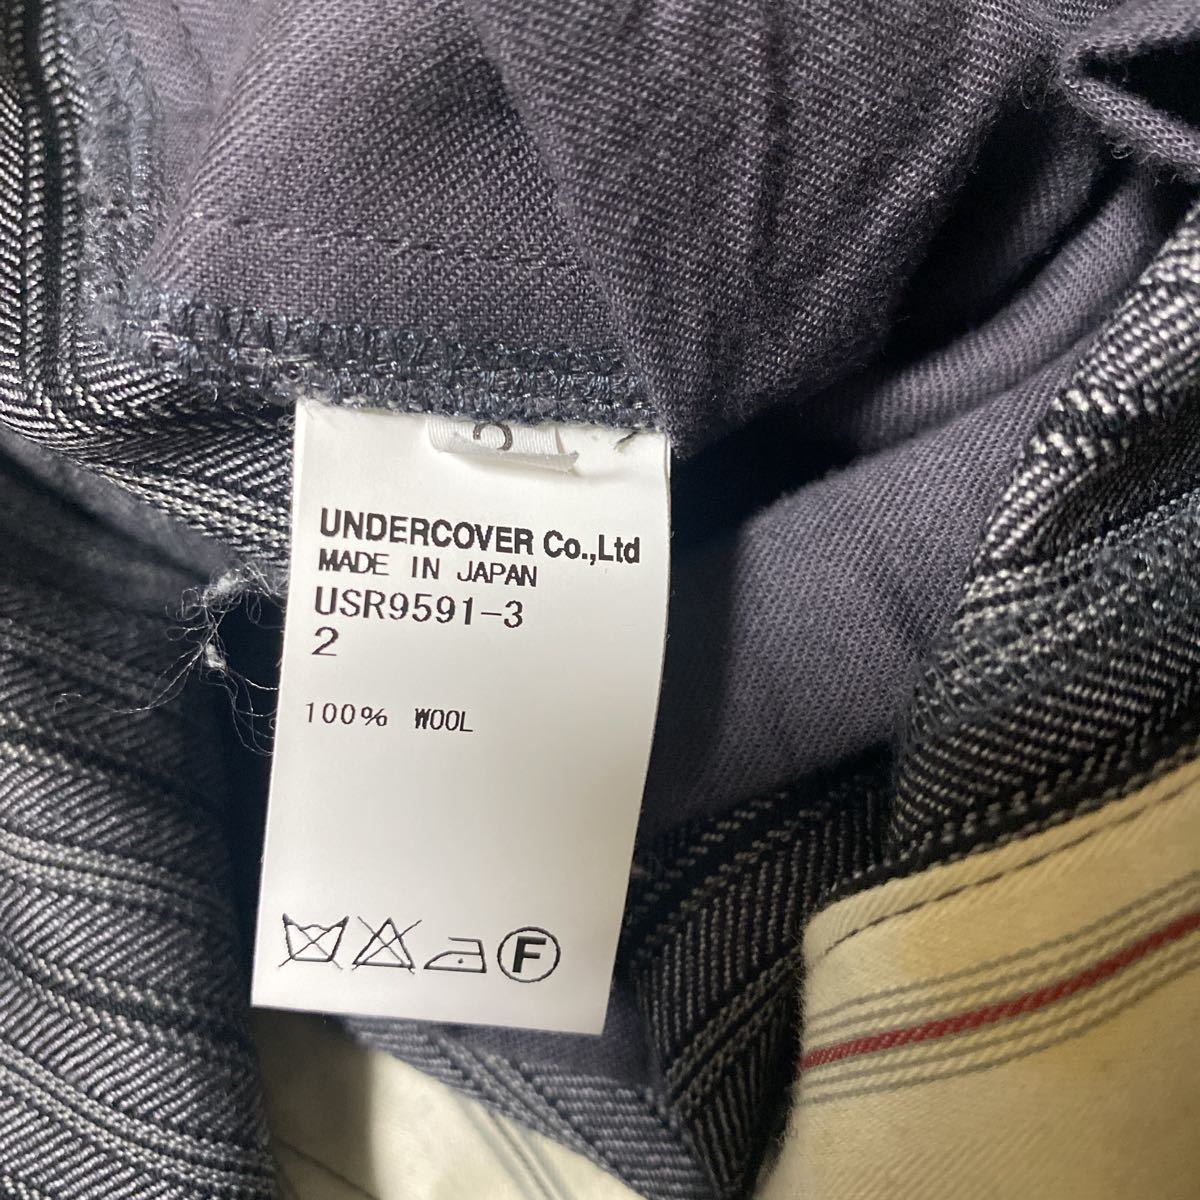 UNDERCOVER Co.,Ltd
MADE IN JAPAN
USR9591-3
2
100% WOOL
F